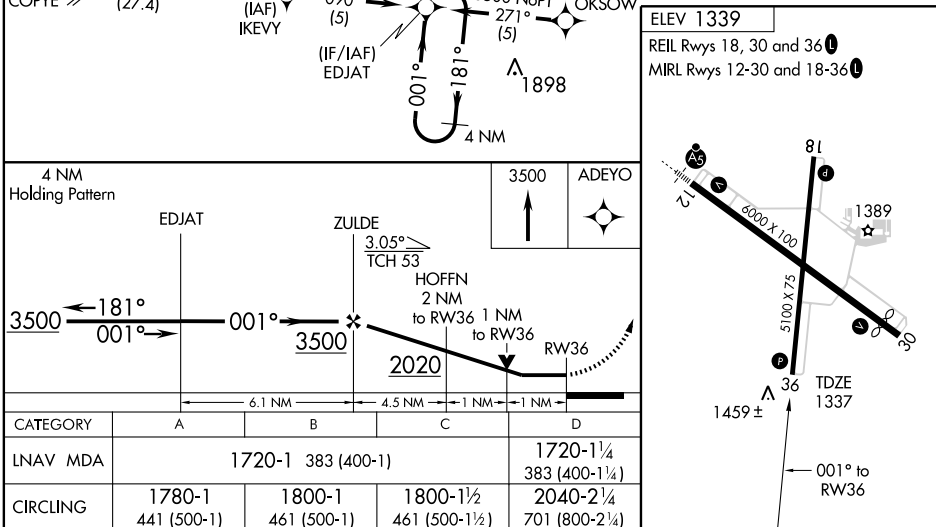 COPYE
(27.4)
(IAF)
IKEVY
090°
(5)
NoPT
271°
(5)
OKSOW
(IF/IAF)
EDJAT
001°
181°
4 NM
1898
4 NM
Holding Pattern
EDJAT
ZULDE
3.05°
TCH 53
HOFFN
2 NM
to RW36
1 NM
to RW36
RW36
3500
ADEYO
3500
181°
001°
001°
3500
2020
6.1 NM
4.5 NM
1 NM
1 NM
CATEGORY A B C D
LNAV MDA 1720-1 383 (400-1) 1720-1¼
383 (400-1¼)
CIRCLING 1780-1 1800-1 1800-1½ 2040-2¼
441 (500-1) 461 (500-1) 461 (500-1½) 701 (800-2¼)
ELEV 1339
REIL Rwys 18, 30 and 36 L
MIRL Rwys 12-30 and 18-36 L
A5
V
12
18
P
6000 X 100
1389
5100 X 75
V
30
P
36
TDZE
1337
1459 ±
001° to
RW36